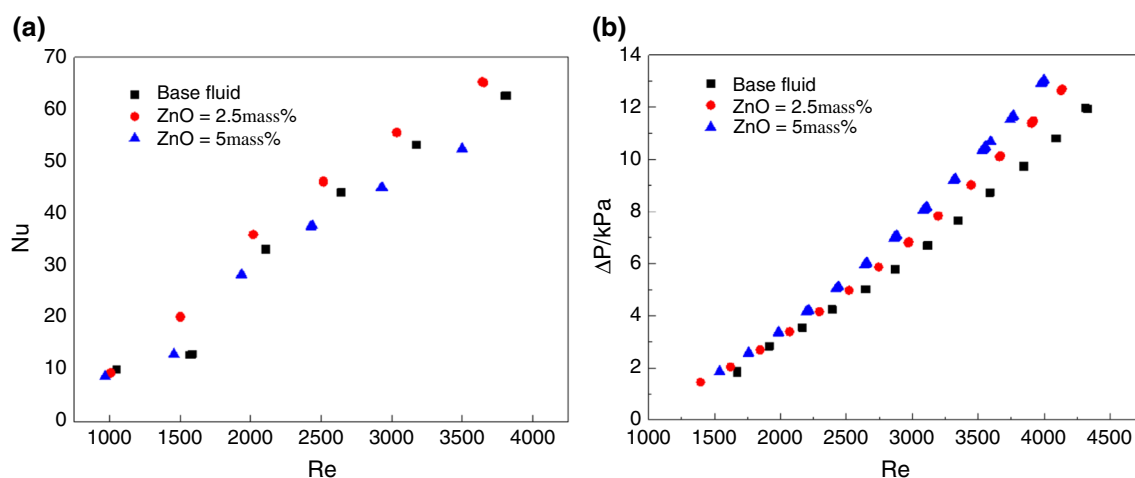 (a)
70
60
50
40
30
20
10
0
Nu
Base fluid
ZnO = 2.5mass%
ZnO = 5mass%
1000 1500 2000 2500 3000 3500 4000
Re
(b)
14
12
10
8
6
4
2
0
ΔP/kPa
Base fluid
ZnO = 2.5mass%
ZnO = 5mass%
1000 1500 2000 2500 3000 3500 4000 4500
Re